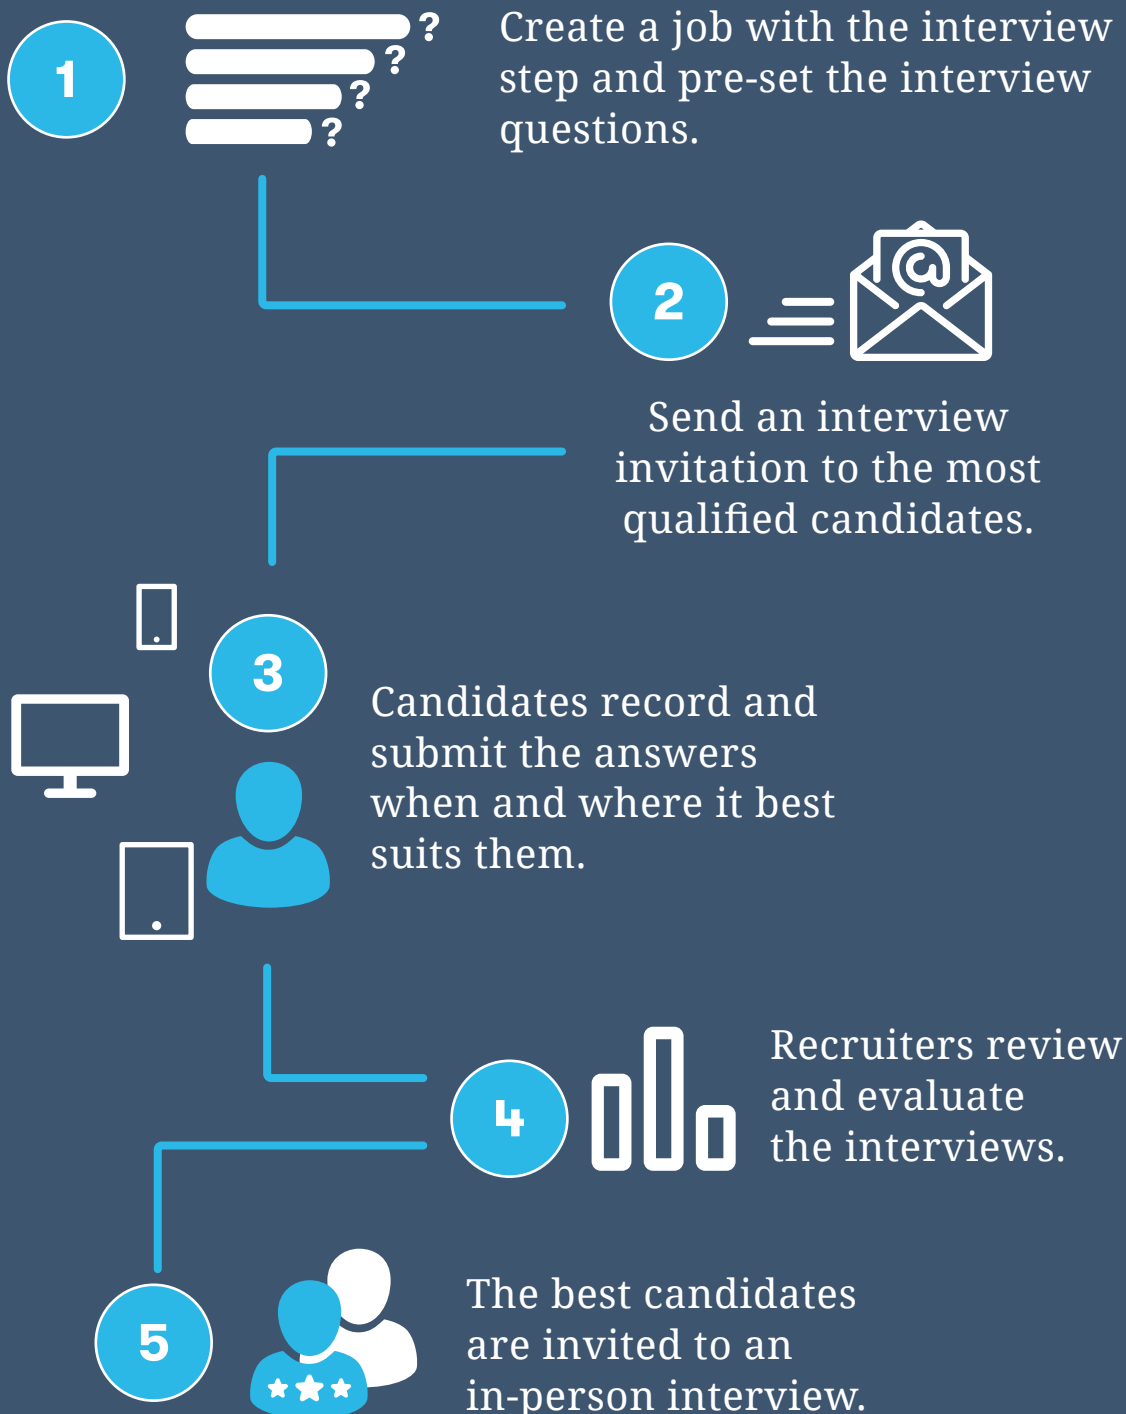 1
? 
?
?
?
Create a job with the interview
step and pre-set the interview
questions.
2
@
Send an interview
invitation to the most
qualified candidates.
3
Candidates record and
submit the answers
when and where it best
suits them.
4
Recruiters review
and evaluate
the interviews.
5
The best candidates
are invited to an
in-person interview.